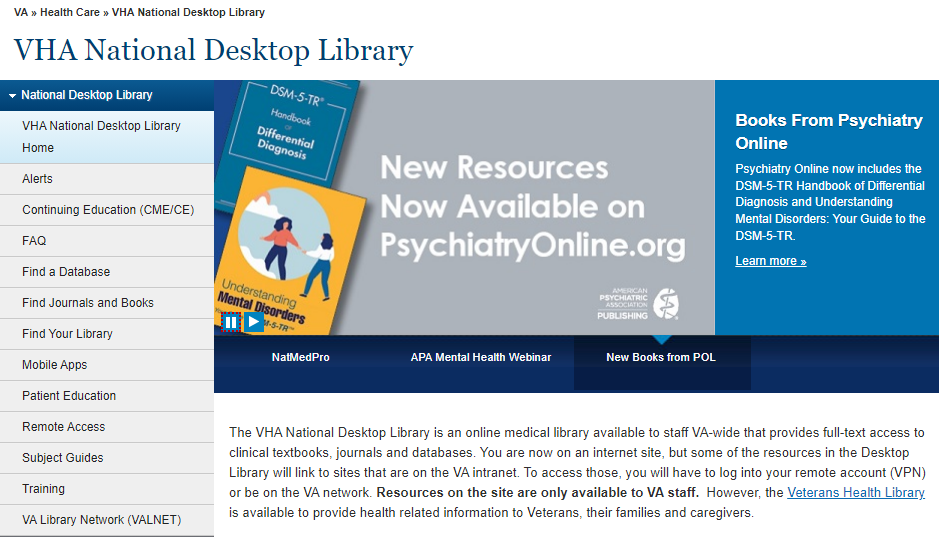 VA » Health Care » VHA National Desktop Library
VHA National Desktop Library
National Desktop Library
VHA National Desktop Library
Home
Alerts
Continuing Education (CME/CE)
FAQ
Find a Database
Find Journals and Books
Find Your Library
Mobile Apps
Patient Education
Remote Access
Subject Guides
Training
VA Library Network (VALNET)
DSM-5-TR®
Handbook
OF
Differential
Diagnosis
Understanding
Mental Disorders
DSM-5-TR™
New Resources
Now Available on
PsychiatryOnline.org
AMERICAN
PSYCHIATRIC
ASSOCIATION
PUBLISHING
Books From Psychiatry
Online
Psychiatry Online now includes the
DSM-5-TR Handbook of Differential
Diagnosis and Understanding
Mental Disorders: Your Guide to the
DSM-5-TR.
Learn more »
NatMedPro
APA Mental Health Webinar
New Books from POL
The VHA National Desktop Library is an online medical library available to staff VA-wide that provides full-text access to
clinical textbooks, journals and databases. You are now on an internet site, but some of the resources in the Desktop
Library will link to sites that are on the VA intranet. To access those, you will have to log into your remote account (VPN)
or be on the VA network. Resources on the site are only available to VA staff. However, the Veterans Health Library
is available to provide health related information to Veterans, their families and caregivers.